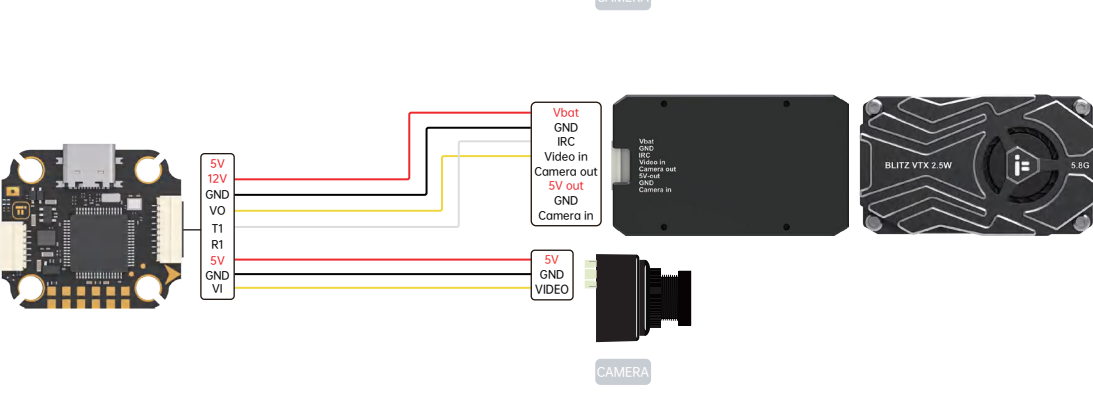 CAMERA
5V
12V
GND
VO
T1
R1
5V
GND
VI
Vbat
GND
IRC
Video in
Camera out
5V out
GND
Camera in
Vbat
GND
IRC
Video in
Camera out
5V-out
GND
Camera in
BLITZ VTX 2.5W
5.8G
5V
GND
VIDEO
CAMERA